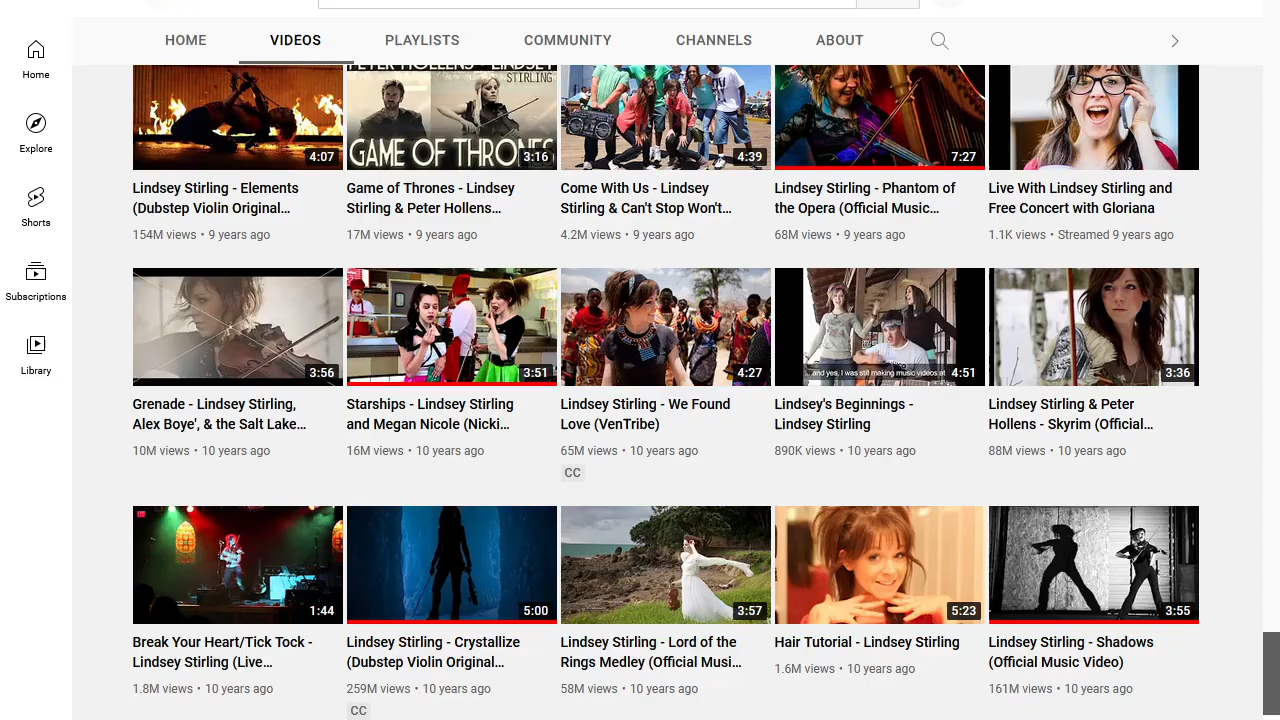 HOME
VIDEOS
PLAYLISTS
COMMUNITY
CHANNELS
ABOUT
Home
Explore
Shorts
Subscriptions
Library
PETER HOLLENS - LINDSEY
STIRLING
GAME OF THRONES
4:07
3:16
4:39
7:27
Lindsey Stirling - Elements
(Dubstep Violin Original...
154M views • 9 years ago
Game of Thrones - Lindsey
Stirling & Peter Hollens...
17M views • 9 years ago
Come With Us - Lindsey
Stirling & Can't Stop Won't...
4.2M views • 9 years ago
Lindsey Stirling - Phantom of
the Opera (Official Music...
68M views • 9 years ago
Live With Lindsey Stirling and
Free Concert with Gloriana
1.1K views • Streamed 9 years ago
3:56
3:51
4:27
and yes, I was still making music videos at
4:51
3:36
Grenade - Lindsey Stirling,
Alex Boye', & the Salt Lake...
10M views • 10 years ago
Starships - Lindsey Stirling
and Megan Nicole (Nicki...
16M views • 10 years ago
Lindsey Stirling - We Found
Love (VenTribe)
65M views • 10 years ago
CC
Lindsey's Beginnings -
Lindsey Stirling
890K views • 10 years ago
Lindsey Stirling & Peter
Hollens - Skyrim (Official...
88M views • 10 years ago
1:44
5:00
3:57
5:23
3:55
Break Your Heart/Tick Tock -
Lindsey Stirling (Live...
1.8M views • 10 years ago
Lindsey Stirling - Crystallize
(Dubstep Violin Original...
259M views • 10 years ago
CC
Lindsey Stirling - Lord of the
Rings Medley (Official Musi...
58M views • 10 years ago
Hair Tutorial - Lindsey Stirling
1.6M views • 10 years ago
Lindsey Stirling - Shadows
(Official Music Video)
161M views • 10 years ago